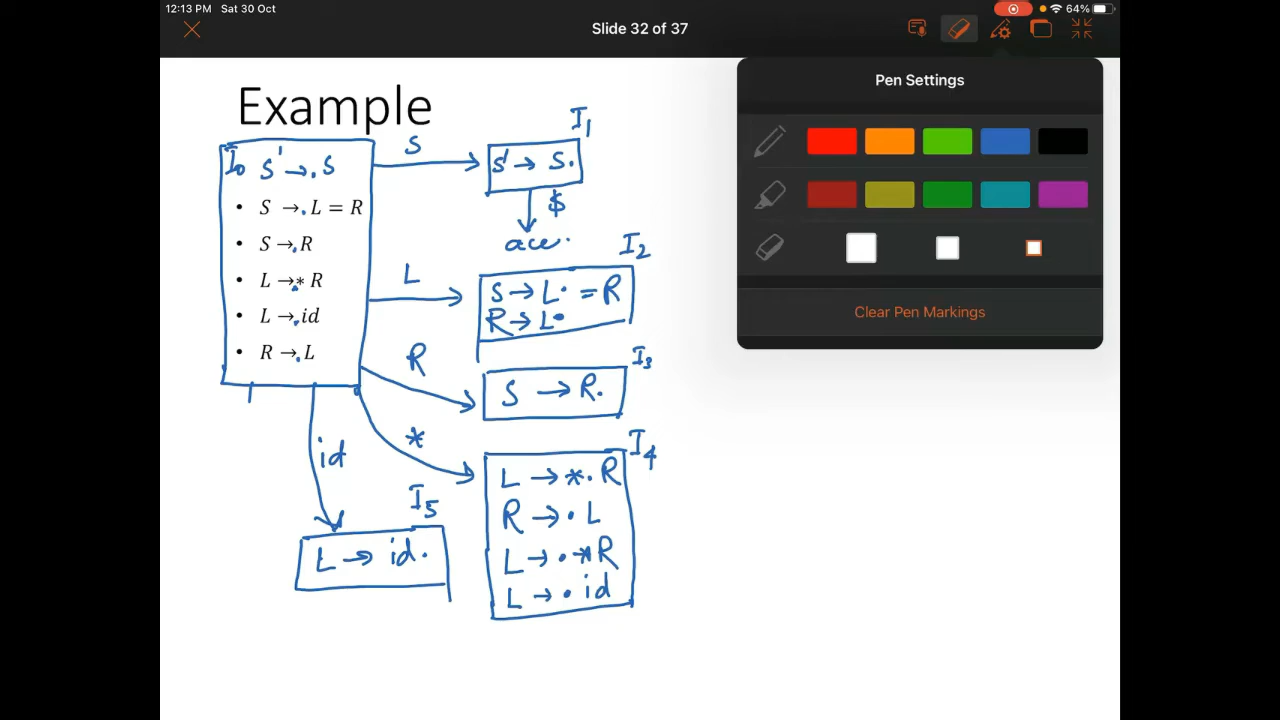 12:13 PM Sat 30 Oct
64%
Slide 32 of 37
Pen Settings
Clear Pen Markings
Example
I₀ S' → .S
• S → .L = R
• S → .R
• L → .* R
• L → .id
• R → .L
S
I₁
S' → S.
$
acc.
L
I₂
S → L. = R
R → L.
R
I₃
S → R.
*
I₄
L → *. R
R → . L
L → . *R
L → . id
id
I₅
L → id.